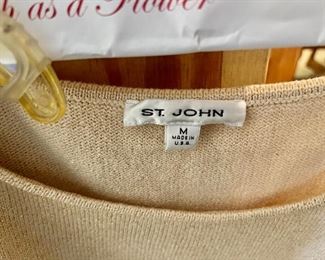 as a Flower
ST. JOHN
M
MADE IN
U.S.A.